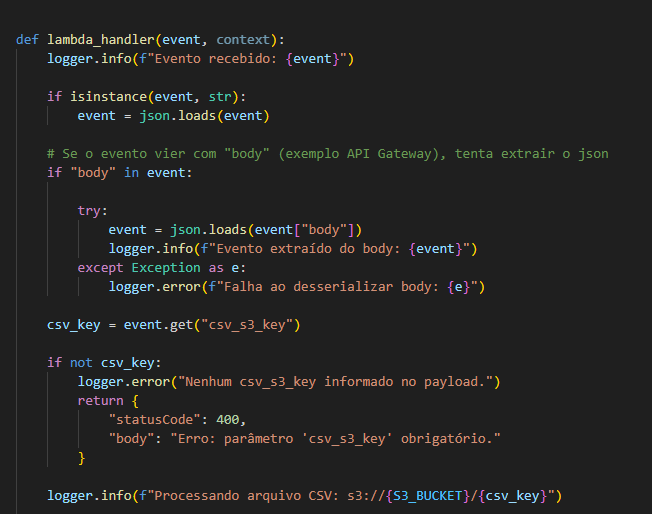 def lambda_handler(event, context):
    logger.info(f"Evento recebido: {event}")
    if isinstance(event, str):
        event = json.loads(event)
    # Se o evento vier com "body" (exemplo API Gateway), tenta extrair o json
    if "body" in event:
        try:
            event = json.loads(event["body"])
            logger.info(f"Evento extraído do body: {event}")
        except Exception as e:
            logger.error(f"Falha ao desserializar body: {e}")
    csv_key = event.get("csv_s3_key")
    if not csv_key:
        logger.error("Nenhum csv_s3_key informado no payload.")
        return {
            "statusCode": 400,
            "body": "Erro: parâmetro 'csv_s3_key' obrigatório."
        }
    logger.info(f"Processando arquivo CSV: s3://{S3_BUCKET}/{csv_key}")